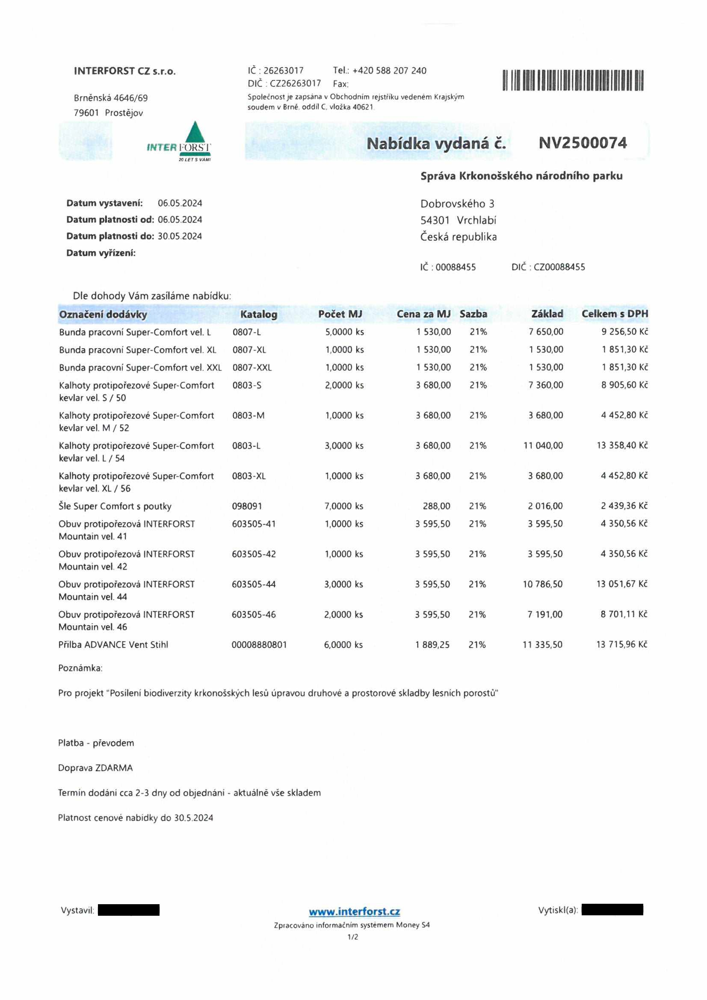 INTERFORST CZ s.r.o.
Brněnská 4646/69
79601 Prostějov
IČ : 26263017 Tel.: +420 588 207 240
DIČ : CZ26263017 Fax:
Společnost je zapsána v Obchodním rejstříku vedeném Krajským
soudem v Brně, oddíl C, vložka 40621.
INTERFORST
20 LET S VÁMI
Nabídka vydaná č. NV2500074
Správa Krkonošského národního parku
Dobrovského 3
54301 Vrchlabí
Česká republika
IČ : 00088455 DIČ : CZ00088455
Datum vystavení: 06.05.2024
Datum platnosti od: 06.05.2024
Datum platnosti do: 30.05.2024
Datum vyřízení:
Dle dohody Vám zasíláme nabídku:
Označení dodávky Katalog Počet MJ Cena za MJ Sazba Základ Celkem s DPH
Bunda pracovní Super-Comfort vel. L 0807-L 5,0000 ks 1 530,00 21% 7 650,00 9 256,50 Kč
Bunda pracovní Super-Comfort vel. XL 0807-XL 1,0000 ks 1 530,00 21% 1 530,00 1 851,30 Kč
Bunda pracovní Super-Comfort vel. XXL 0807-XXL 1,0000 ks 1 530,00 21% 1 530,00 1 851,30 Kč
Kalhoty protipořezové Super-Comfort 0803-S 2,0000 ks 3 680,00 21% 7 360,00 8 905,60 Kč
kevlar vel. S / 50
Kalhoty protipořezové Super-Comfort 0803-M 1,0000 ks 3 680,00 21% 3 680,00 4 452,80 Kč
kevlar vel. M / 52
Kalhoty protipořezové Super-Comfort 0803-L 3,0000 ks 3 680,00 21% 11 040,00 13 358,40 Kč
kevlar vel. L / 54
Kalhoty protipořezové Super-Comfort 0803-XL 1,0000 ks 3 680,00 21% 3 680,00 4 452,80 Kč
kevlar vel. XL / 56
Šle Super Comfort s poutky 098091 7,0000 ks 288,00 21% 2 016,00 2 439,36 Kč
Obuv protipořezová INTERFORST 603505-41 1,0000 ks 3 595,50 21% 3 595,50 4 350,56 Kč
Mountain vel. 41
Obuv protipořezová INTERFORST 603505-42 1,0000 ks 3 595,50 21% 3 595,50 4 350,56 Kč
Mountain vel. 42
Obuv protipořezová INTERFORST 603505-44 3,0000 ks 3 595,50 21% 10 786,50 13 051,67 Kč
Mountain vel. 44
Obuv protipořezová INTERFORST 603505-46 2,0000 ks 3 595,50 21% 7 191,00 8 701,11 Kč
Mountain vel. 46
Přilba ADVANCE Vent Stihl 00008880801 6,0000 ks 1 889,25 21% 11 335,50 13 715,96 Kč
Poznámka:
Pro projekt "Posílení biodiverzity krkonošských lesů úpravou druhové a prostorové skladby lesních porostů"
Platba - převodem
Doprava ZDARMA
Termín dodání cca 2-3 dny od objednání - aktuálně vše skladem
Platnost cenové nabídky do 30.5.2024
Vystavil: www.interforst.cz Vytiskl(a):
Zpracováno informačním systémem Money S4
1/2